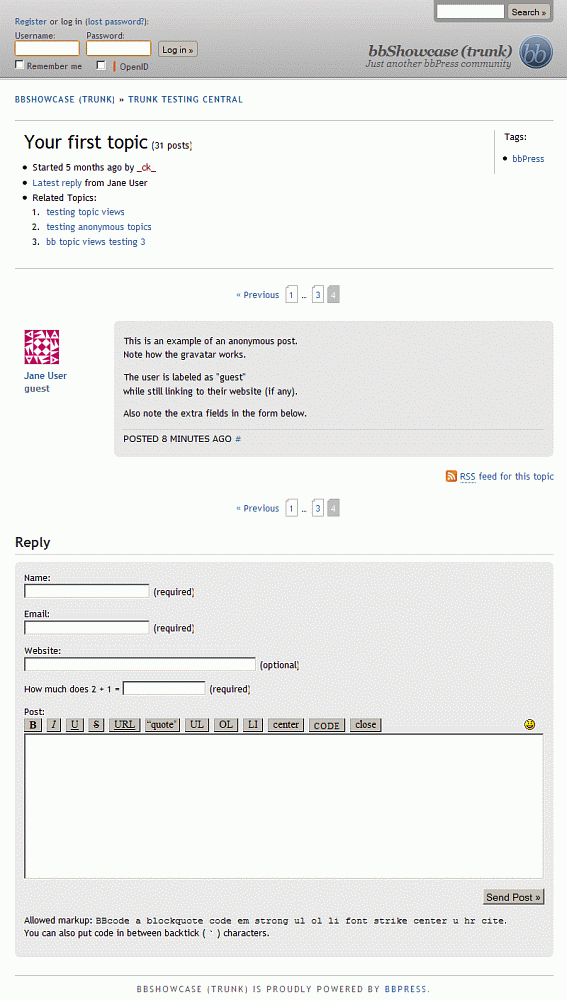 Search »
Register or log in (lost password?):
Username: Password:
Log in »
Remember me OpenID
bbShowcase (trunk)
Just another bbPress community
bb
BBSHOWCASE (TRUNK) » TRUNK TESTING CENTRAL
Your first topic (31 posts)
Started 5 months ago by _ck_
Latest reply from Jane User
Related Topics:
1. testing topic views
2. testing anonymous topics
3. bb topic views testing 3
Tags:
bbPress
« Previous 1 … 3 4
Jane User
guest
This is an example of an anonymous post.
Note how the gravatar works.
The user is labeled as "guest"
while still linking to their website (if any).
Also note the extra fields in the form below.
POSTED 8 MINUTES AGO #
RSS feed for this topic
« Previous 1 … 3 4
Reply
Name:
(required)
Email:
(required)
Website:
(optional)
How much does 2 + 1 = (required)
Post:
B I U S URL "quote" UL OL LI center CODE close
Send Post »
Allowed markup: BBcode a blockquote code em strong ul ol li font strike center u hr cite.
You can also put code in between backtick ( ` ) characters.
BBSHOWCASE (TRUNK) IS PROUDLY POWERED BY BBPRESS.